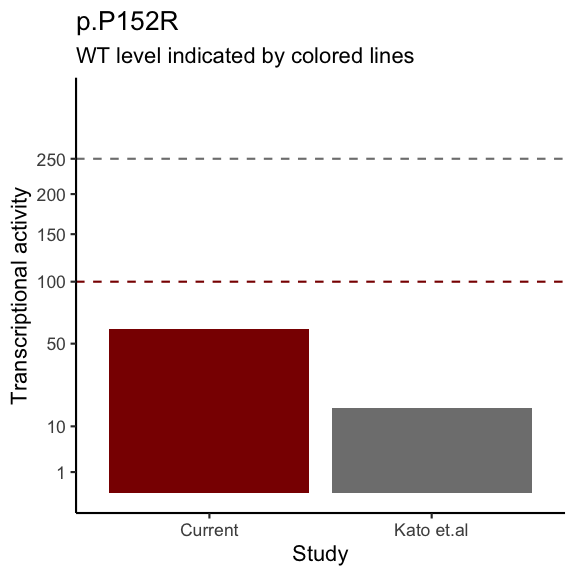 p.P152R
WT level indicated by colored lines
Transcriptional activity
250
200
150
100
50
10
1
Current
Kato et.al
Study